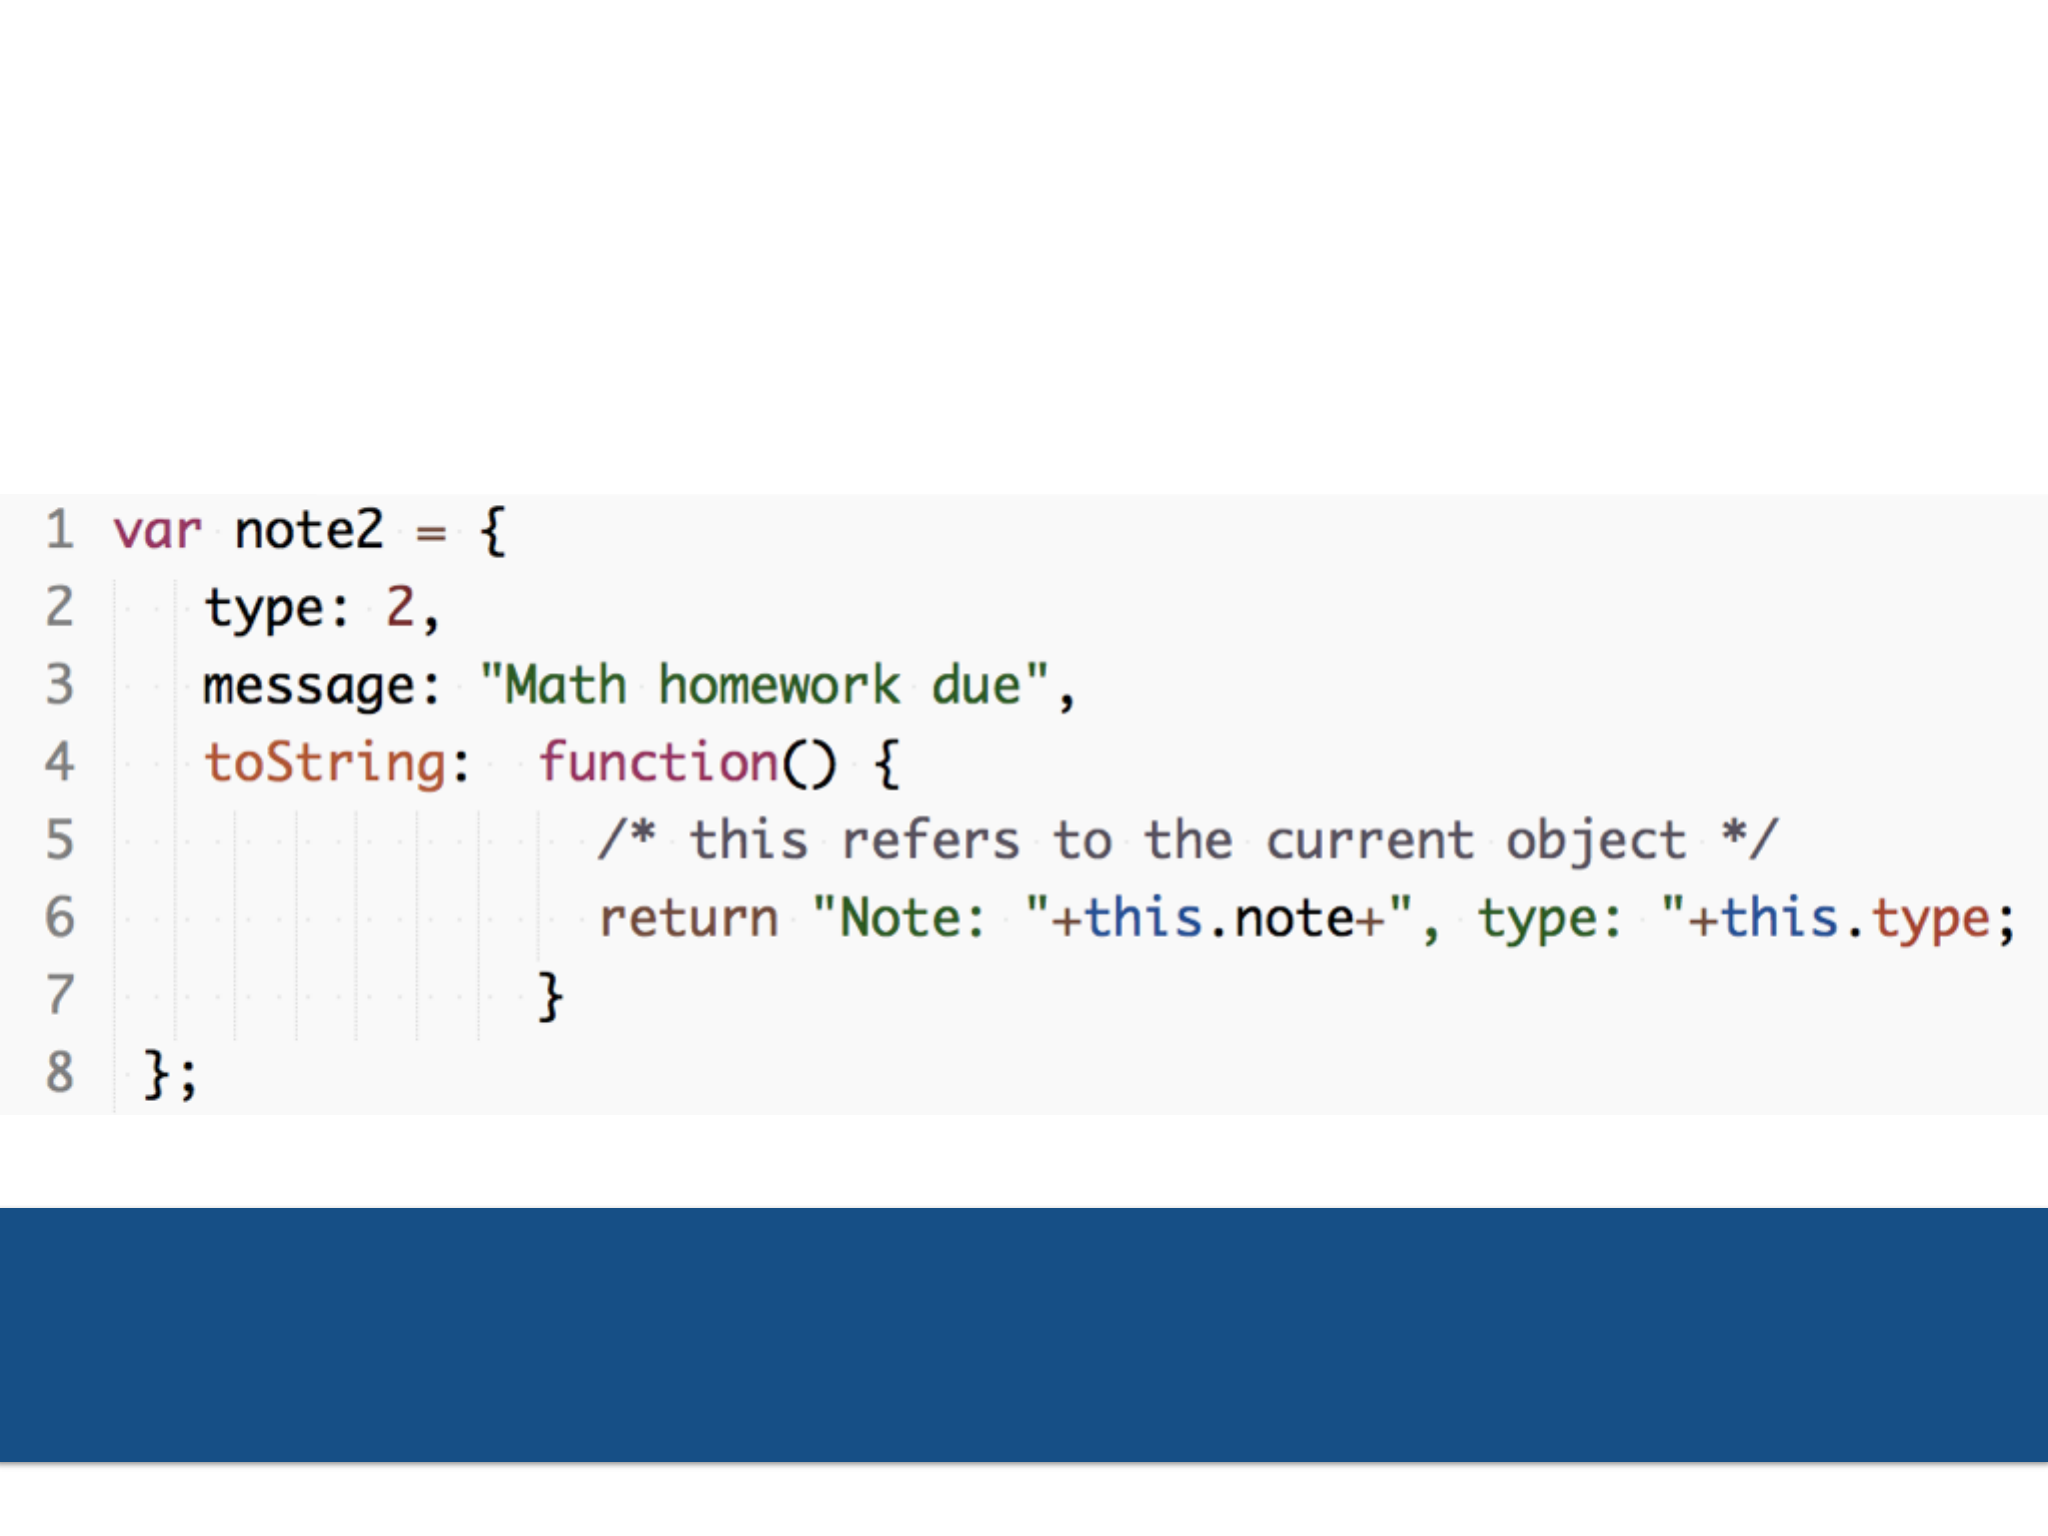 1 var note2 = {
2 type: 2,
3 message: "Math homework due",
4 toString:  function() {
5 /* this refers to the current object */
6 return "Note: "+this.note+", type: "+this.type;
7 }
8 };